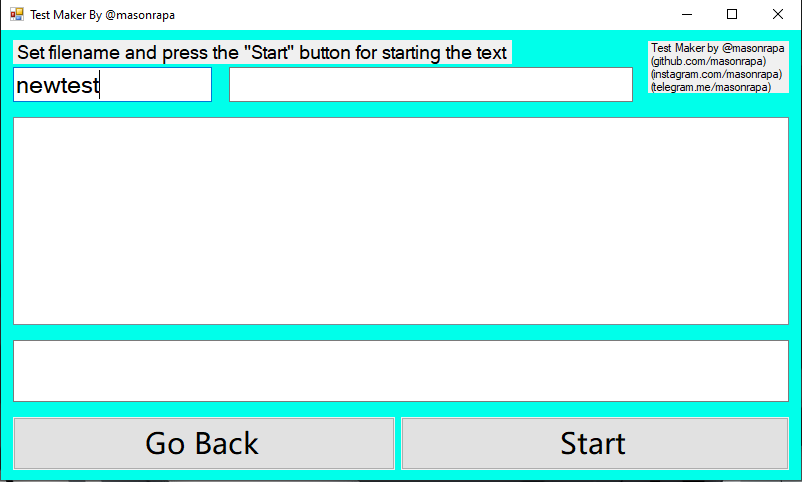 Test Maker By @masonrapa
Set filename and press the "Start" button for starting the text
Test Maker by @masonrapa
(github.com/masonrapa)
(instagram.com/masonrapa)
(telegram.me/masonrapa)
newtest
Go Back
Start